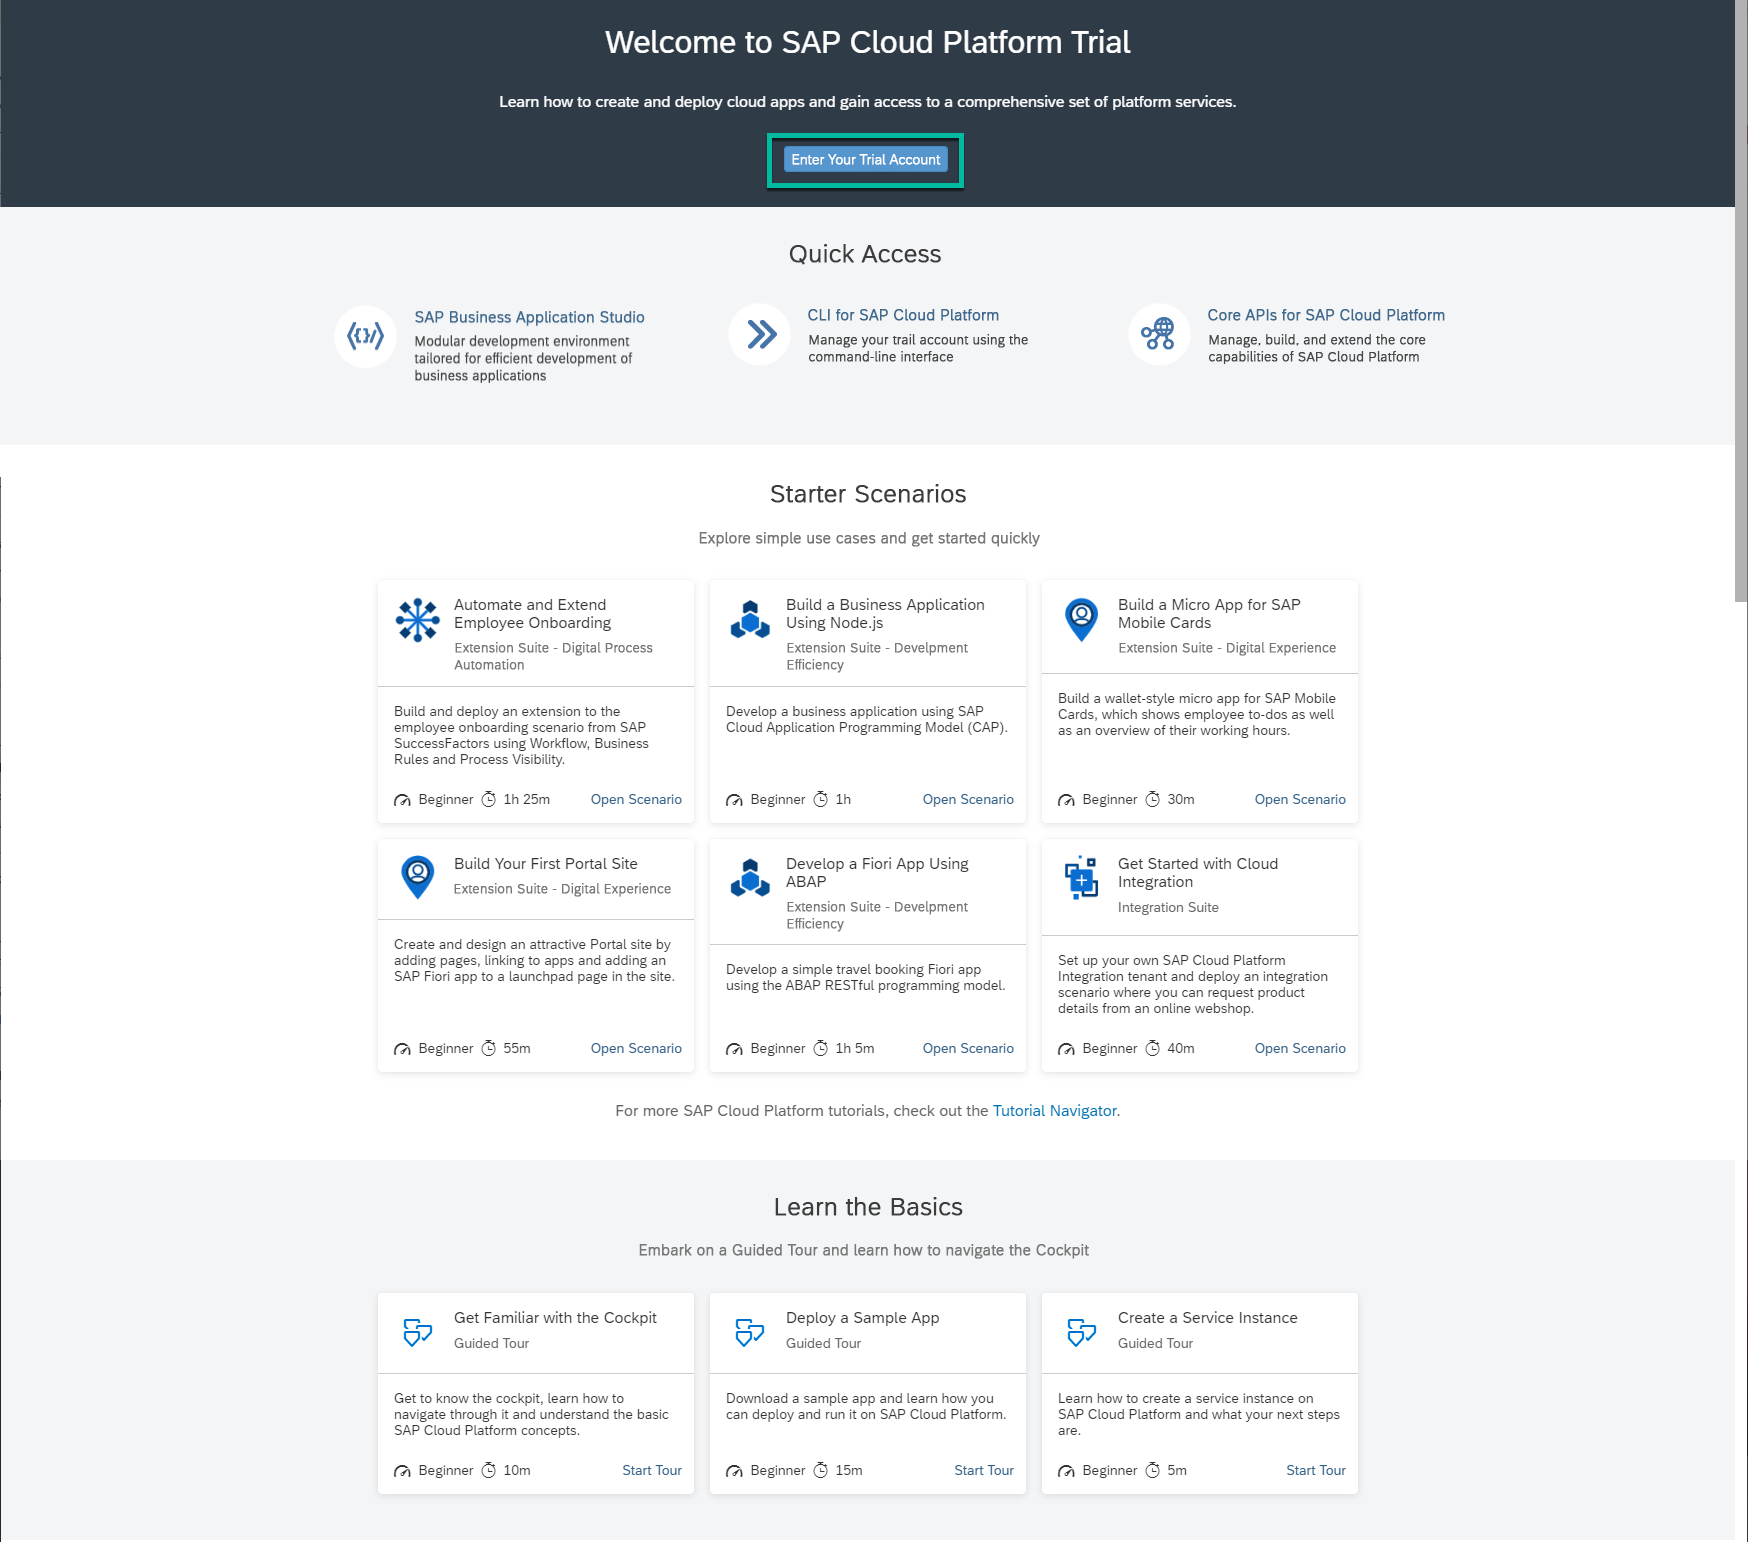 Welcome to SAP Cloud Platform Trial
Learn how to create and deploy cloud apps and gain access to a comprehensive set of platform services.
Enter Your Trial Account
Quick Access
SAP Business Application Studio
Modular development environment
tailored for efficient development of
business applications
CLI for SAP Cloud Platform
Manage your trail account using the
command-line interface
Core APIs for SAP Cloud Platform
Manage, build, and extend the core
capabilities of SAP Cloud Platform
Starter Scenarios
Explore simple use cases and get started quickly
Automate and Extend
Employee Onboarding
Extension Suite - Digital Process
Automation
Build and deploy an extension to the
employee onboarding scenario from SAP
SuccessFactors using Workflow, Business
Rules and Process Visibility.
Beginner 1h 25m Open Scenario
Build a Business Application
Using Node.js
Extension Suite - Develpment
Efficiency
Develop a business application using SAP
Cloud Application Programming Model (CAP).
Beginner 1h Open Scenario
Build a Micro App for SAP
Mobile Cards
Extension Suite - Digital Experience
Build a wallet-style micro app for SAP Mobile
Cards, which shows employee to-dos as well
as an overview of their working hours.
Beginner 30m Open Scenario
Build Your First Portal Site
Extension Suite - Digital Experience
Create and design an attractive Portal site by
adding pages, linking to apps and adding an
SAP Fiori app to a launchpad page in the site.
Beginner 55m Open Scenario
Develop a Fiori App Using
ABAP
Extension Suite - Develpment
Efficiency
Develop a simple travel booking Fiori app
using the ABAP RESTful programming model.
Beginner 1h 5m Open Scenario
Get Started with Cloud
Integration
Integration Suite
Set up your own SAP Cloud Platform
Integration tenant and deploy an integration
scenario where you can request product
details from an online webshop.
Beginner 40m Open Scenario
For more SAP Cloud Platform tutorials, check out the Tutorial Navigator.
Learn the Basics
Embark on a Guided Tour and learn how to navigate the Cockpit
Get Familiar with the Cockpit
Guided Tour
Get to know the cockpit, learn how to
navigate through it and understand the basic
SAP Cloud Platform concepts.
Beginner 10m Start Tour
Deploy a Sample App
Guided Tour
Download a sample app and learn how you
can deploy and run it on SAP Cloud Platform.
Beginner 15m Start Tour
Create a Service Instance
Guided Tour
Learn how to create a service instance on
SAP Cloud Platform and what your next steps
are.
Beginner 5m Start Tour